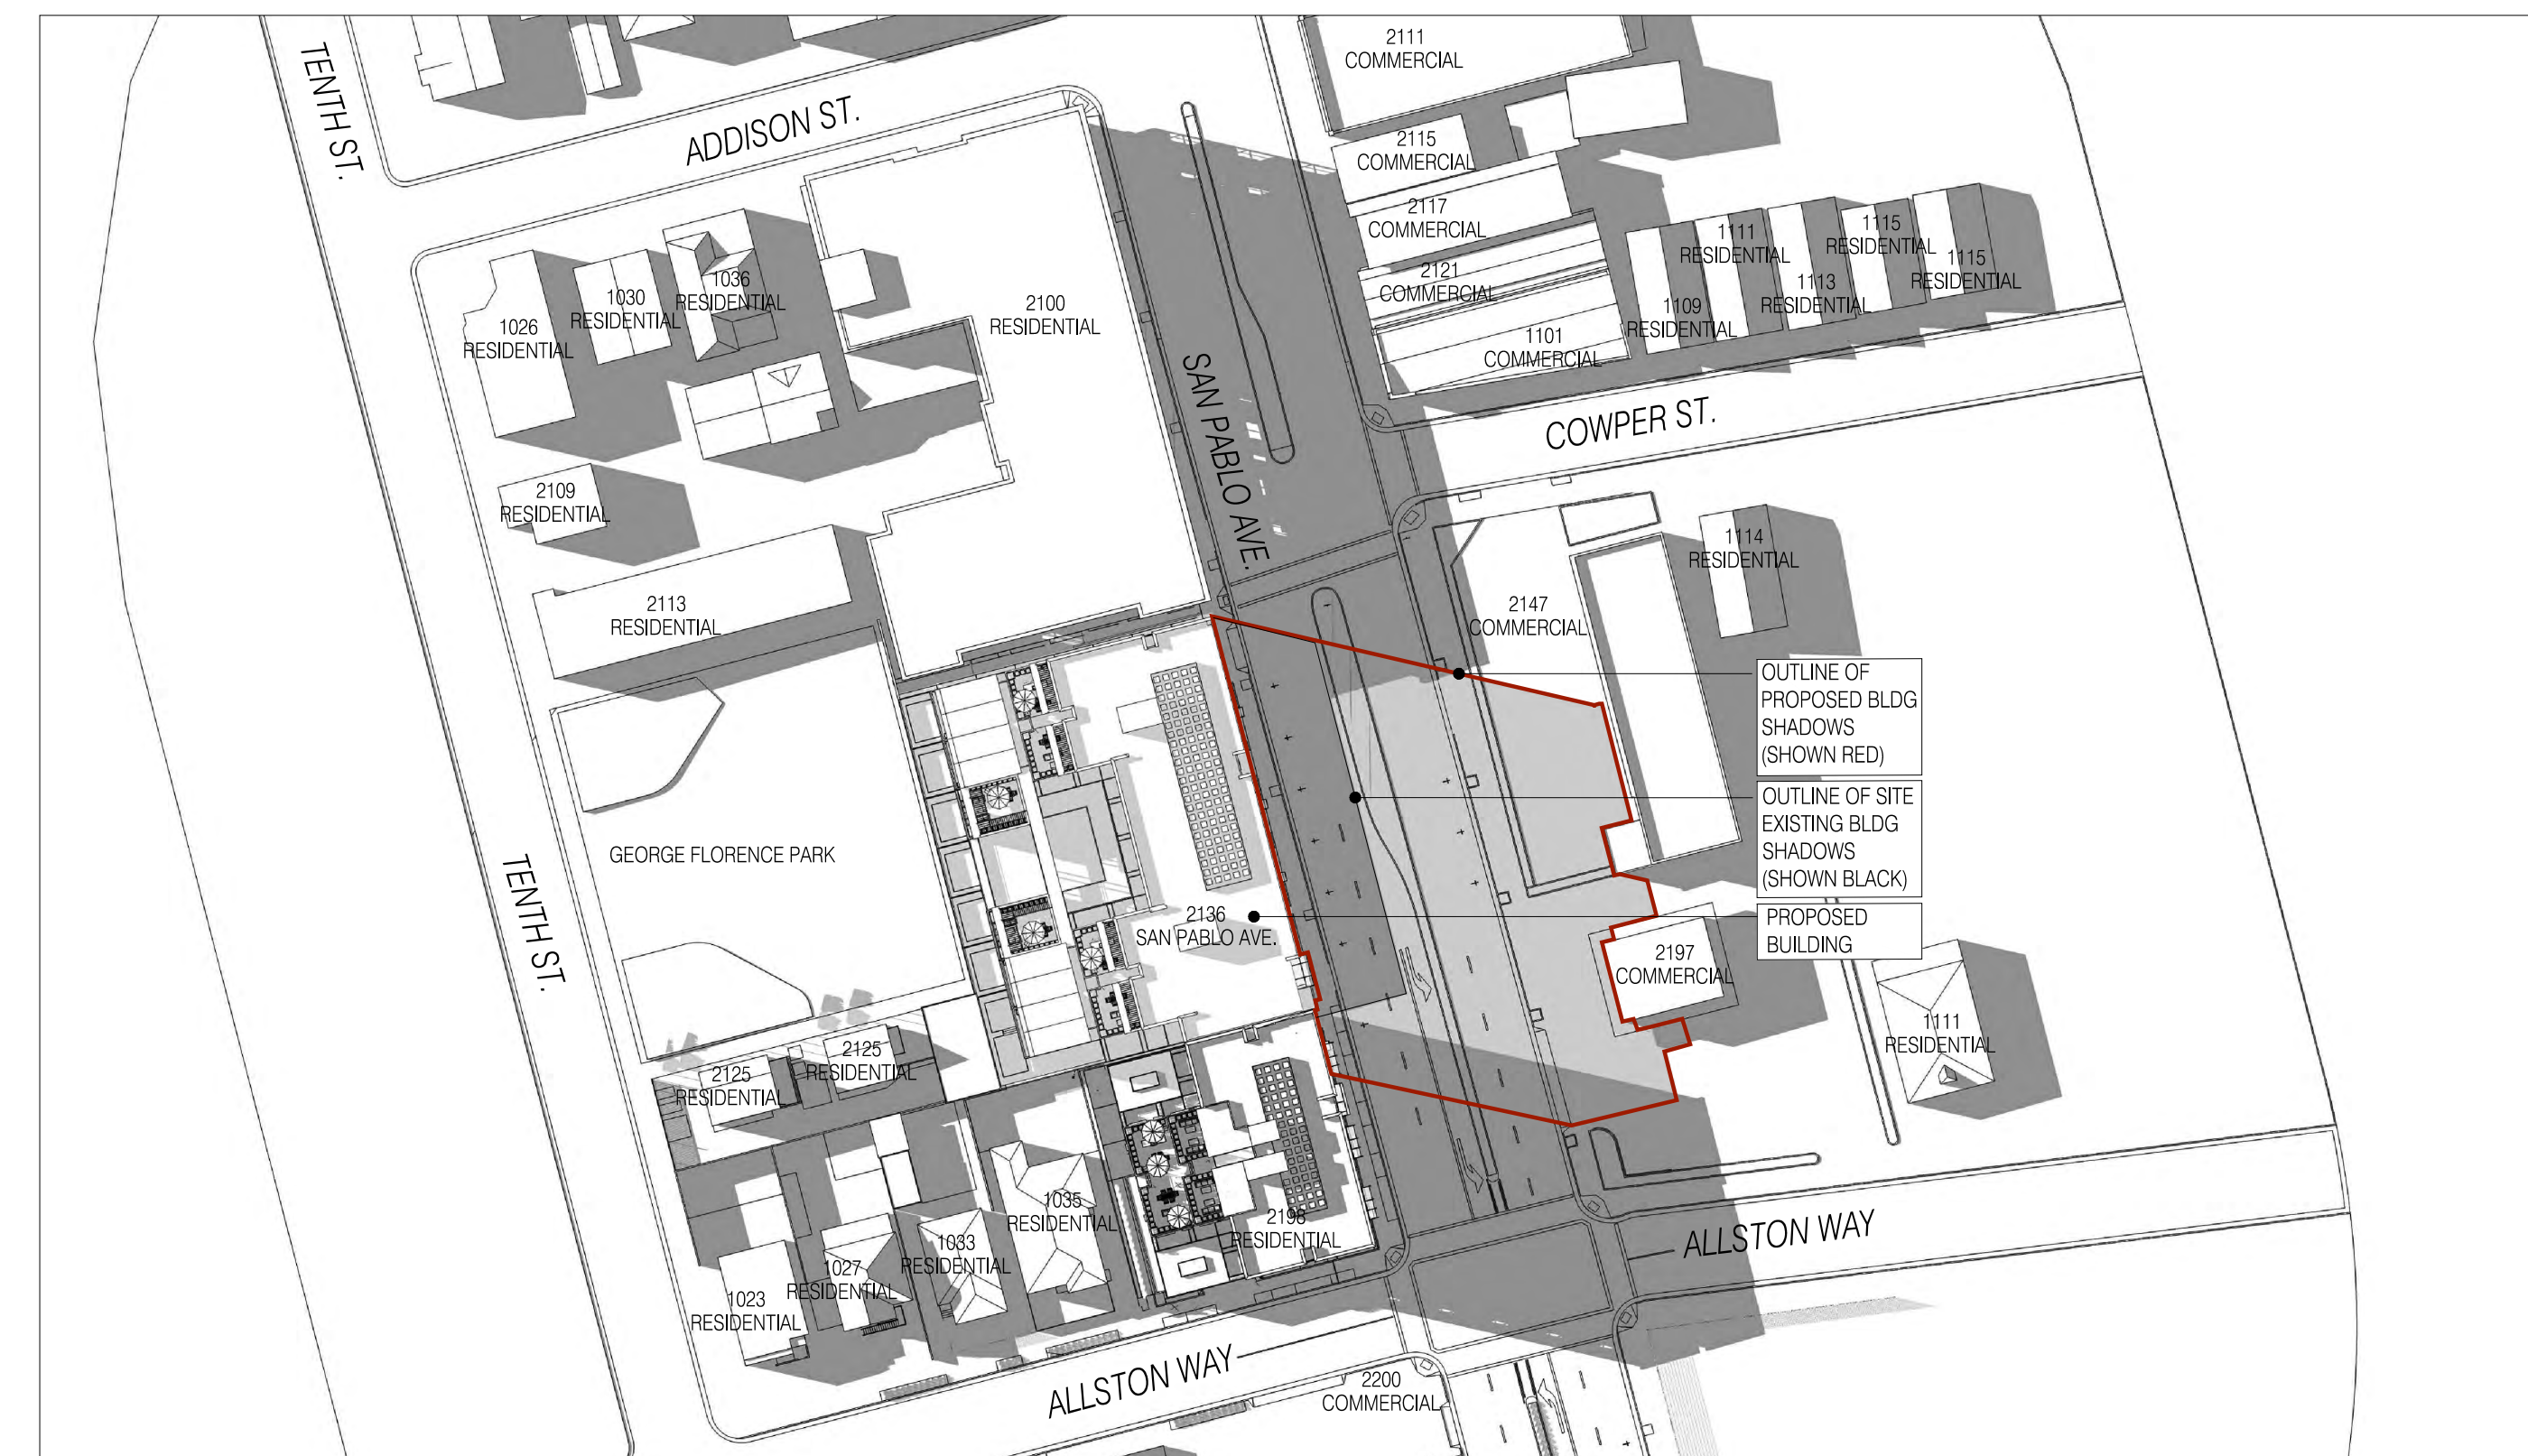 2111
COMMERCIAL
TENTH ST.
ADDISON ST.
2115
COMMERCIAL
2117
COMMERCIAL
2121
COMMERCIAL
1101
COMMERCIAL
1109
RESIDENTIAL
1111
RESIDENTIAL
1113
RESIDENTIAL
1115
RESIDENTIAL
1115
RESIDENTIAL
1026
RESIDENTIAL
1030
RESIDENTIAL
1036
RESIDENTIAL
2100
RESIDENTIAL
SAN PABLO AVE.
COWPER ST.
2109
RESIDENTIAL
2113
RESIDENTIAL
2147
COMMERCIAL
1114
RESIDENTIAL
OUTLINE OF
PROPOSED BLDG
SHADOWS
(SHOWN RED)
OUTLINE OF SITE
EXISTING BLDG
SHADOWS
(SHOWN BLACK)
PROPOSED
BUILDING
GEORGE FLORENCE PARK
TENTH ST.
2136
SAN PABLO AVE.
2197
COMMERCIAL
1111
RESIDENTIAL
2125
RESIDENTIAL
2125
RESIDENTIAL
1035
RESIDENTIAL
1033
RESIDENTIAL
1027
RESIDENTIAL
1023
RESIDENTIAL
2198
RESIDENTIAL
ALLSTON WAY
ALLSTON WAY
2200
COMMERCIAL